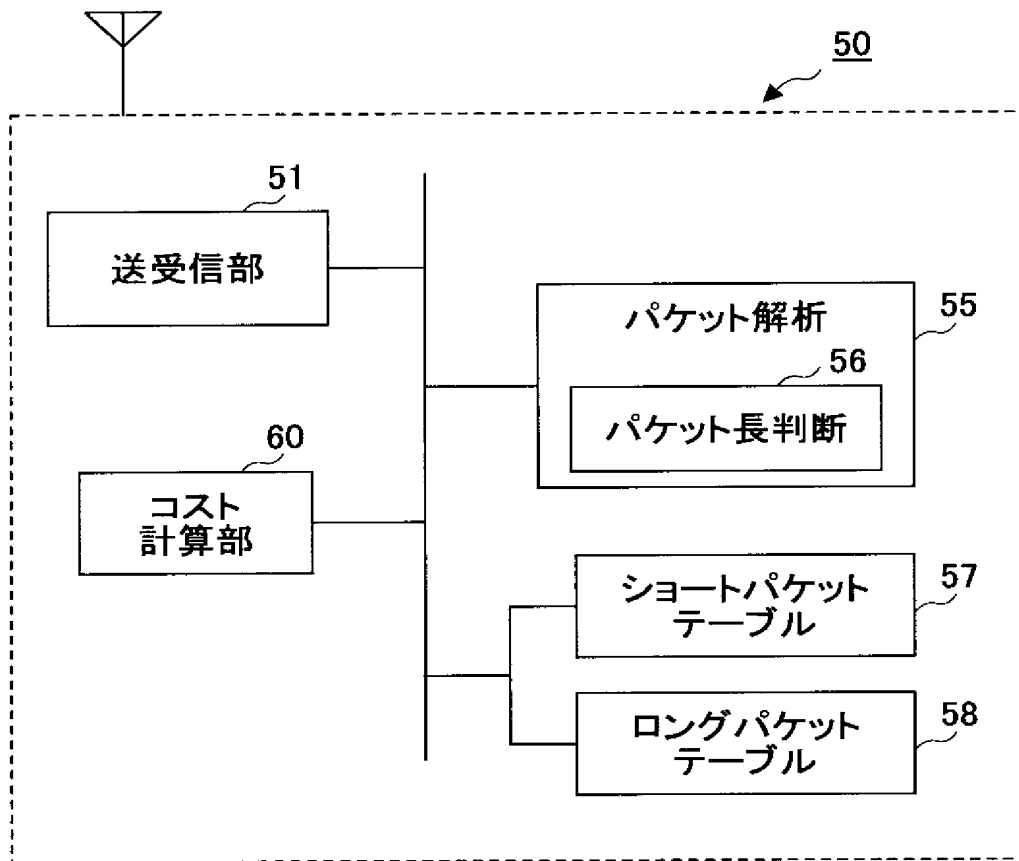 50
51
送受信部
パケット解析
55
56
パケット長判断
60
コスト
計算部
ショートパケット
テーブル
57
ロングパケット
テーブル
58